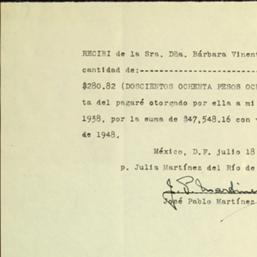 RECIBI de la Sra. Dña. Bárbara Vinent
cantidad de:-----------------------
$280.82 (DOSCIENTOS OCHENTA PESOS OC
ta del pagaré otorgado por ella a mi
1938, por la suma de $47,548.16 con v
de 1948.
México, D.F. julio 18
p. Julia Martínez del Río de
J. P. Martínez
José Pablo Martínez